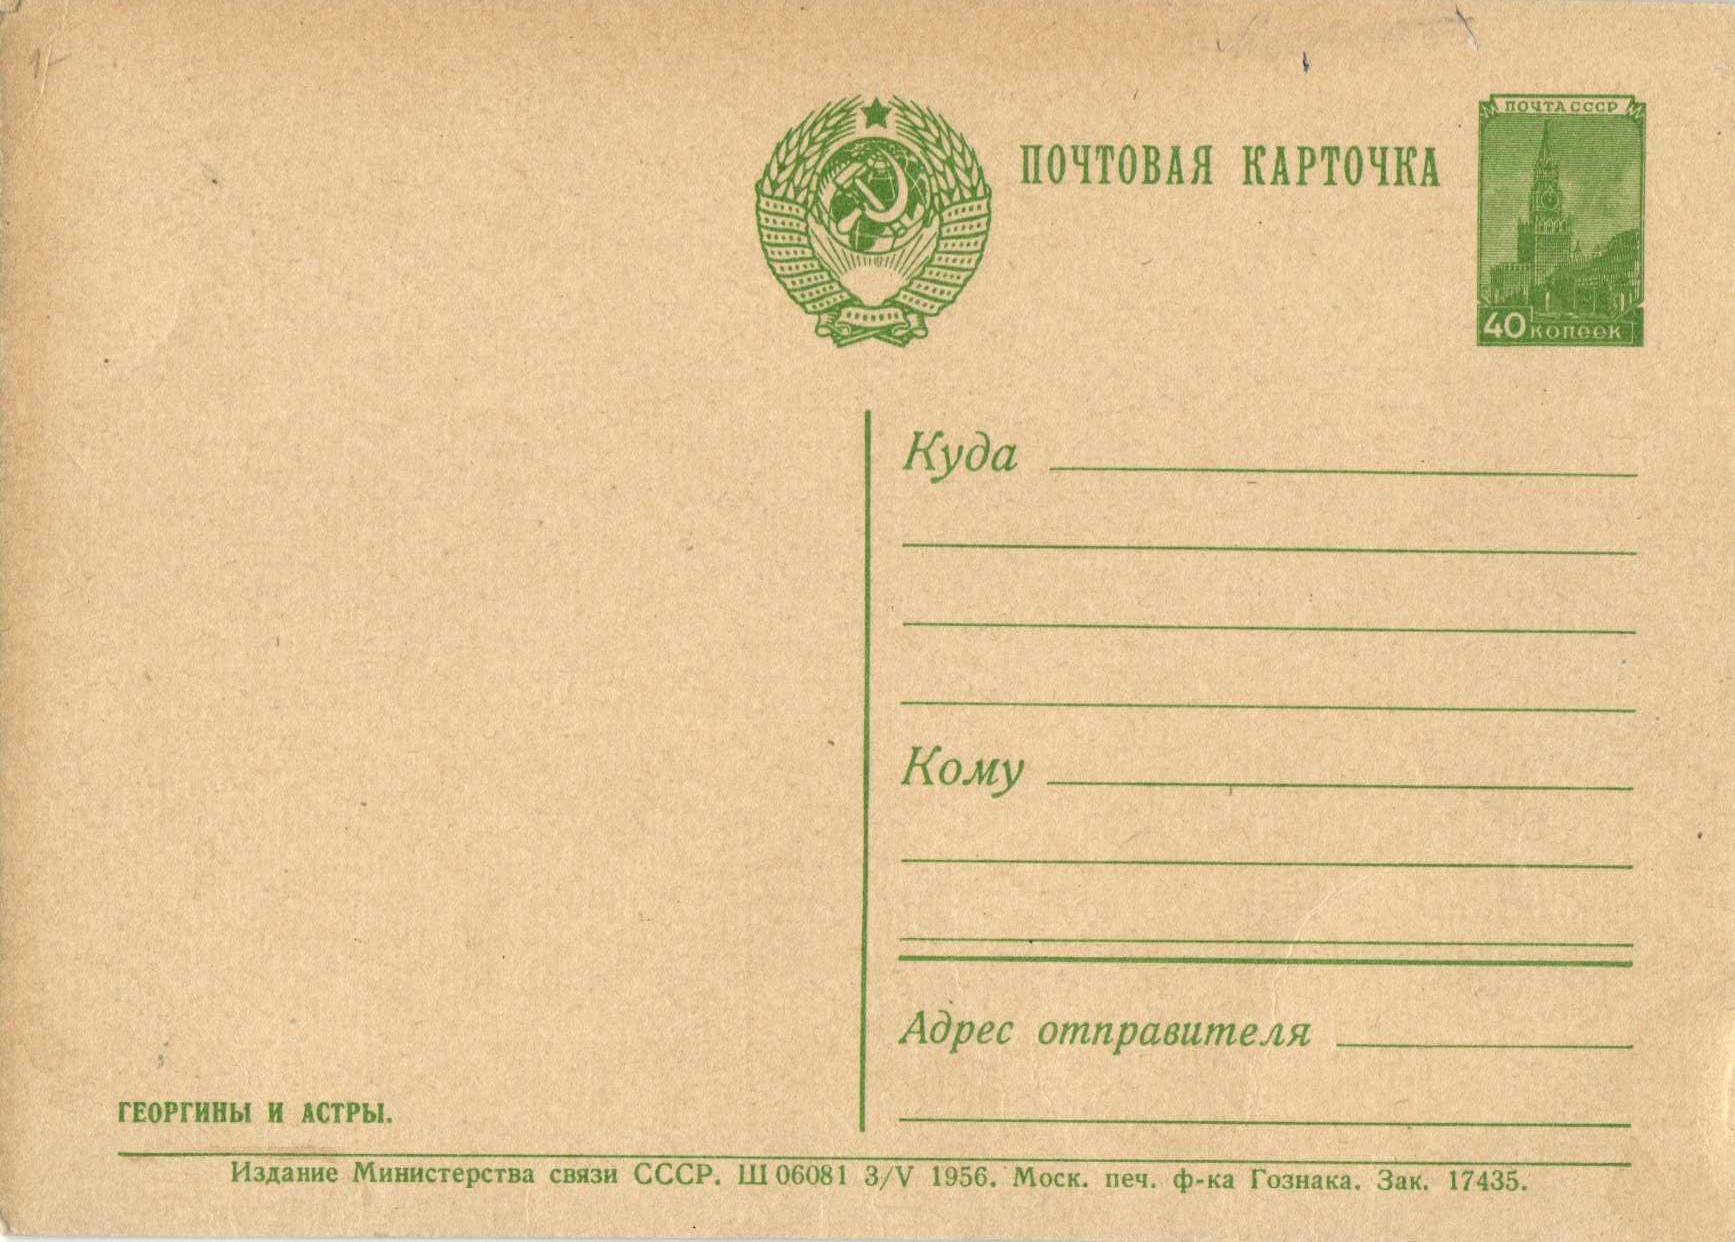 ПОЧТОВАЯ КАРТОЧКА
ПОЧТА СССР
40 КОПЕЕК
Куда
Кому
Адрес отправителя
ГЕОРГИНЫ И АСТРЫ.
Издание Министерства связи СССР. Ш 06081 3/V 1956. Моск. печ. ф-ка Гознака. Зак. 17435.